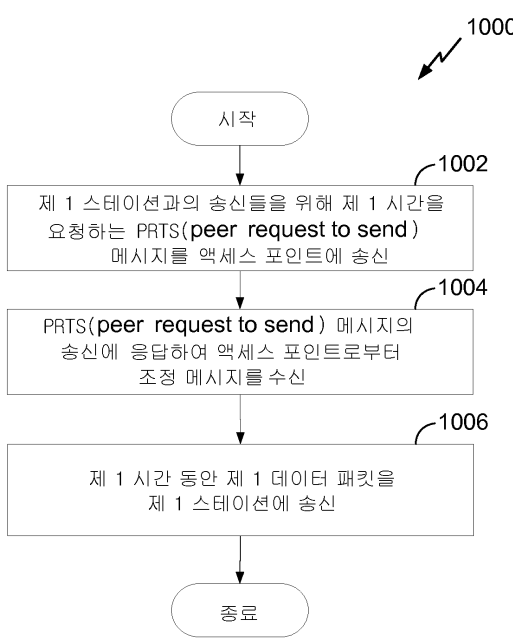 1000
시작
1002
제 1 스테이션과의 송신들을 위해 제 1 시간을
요청하는 PRTS(peer request to send)
메시지를 액세스 포인트에 송신
1004
PRTS(peer request to send) 메시지의
송신에 응답하여 액세스 포인트로부터
조정 메시지를 수신
1006
제 1 시간 동안 제 1 데이터 패킷을
제 1 스테이션에 송신
종료